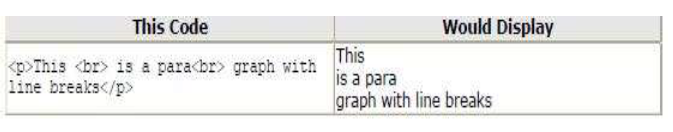 This Code
Would Display
<p>This <br> is a para<br> graph with
line breaks</p>
This
is a para
graph with line breaks